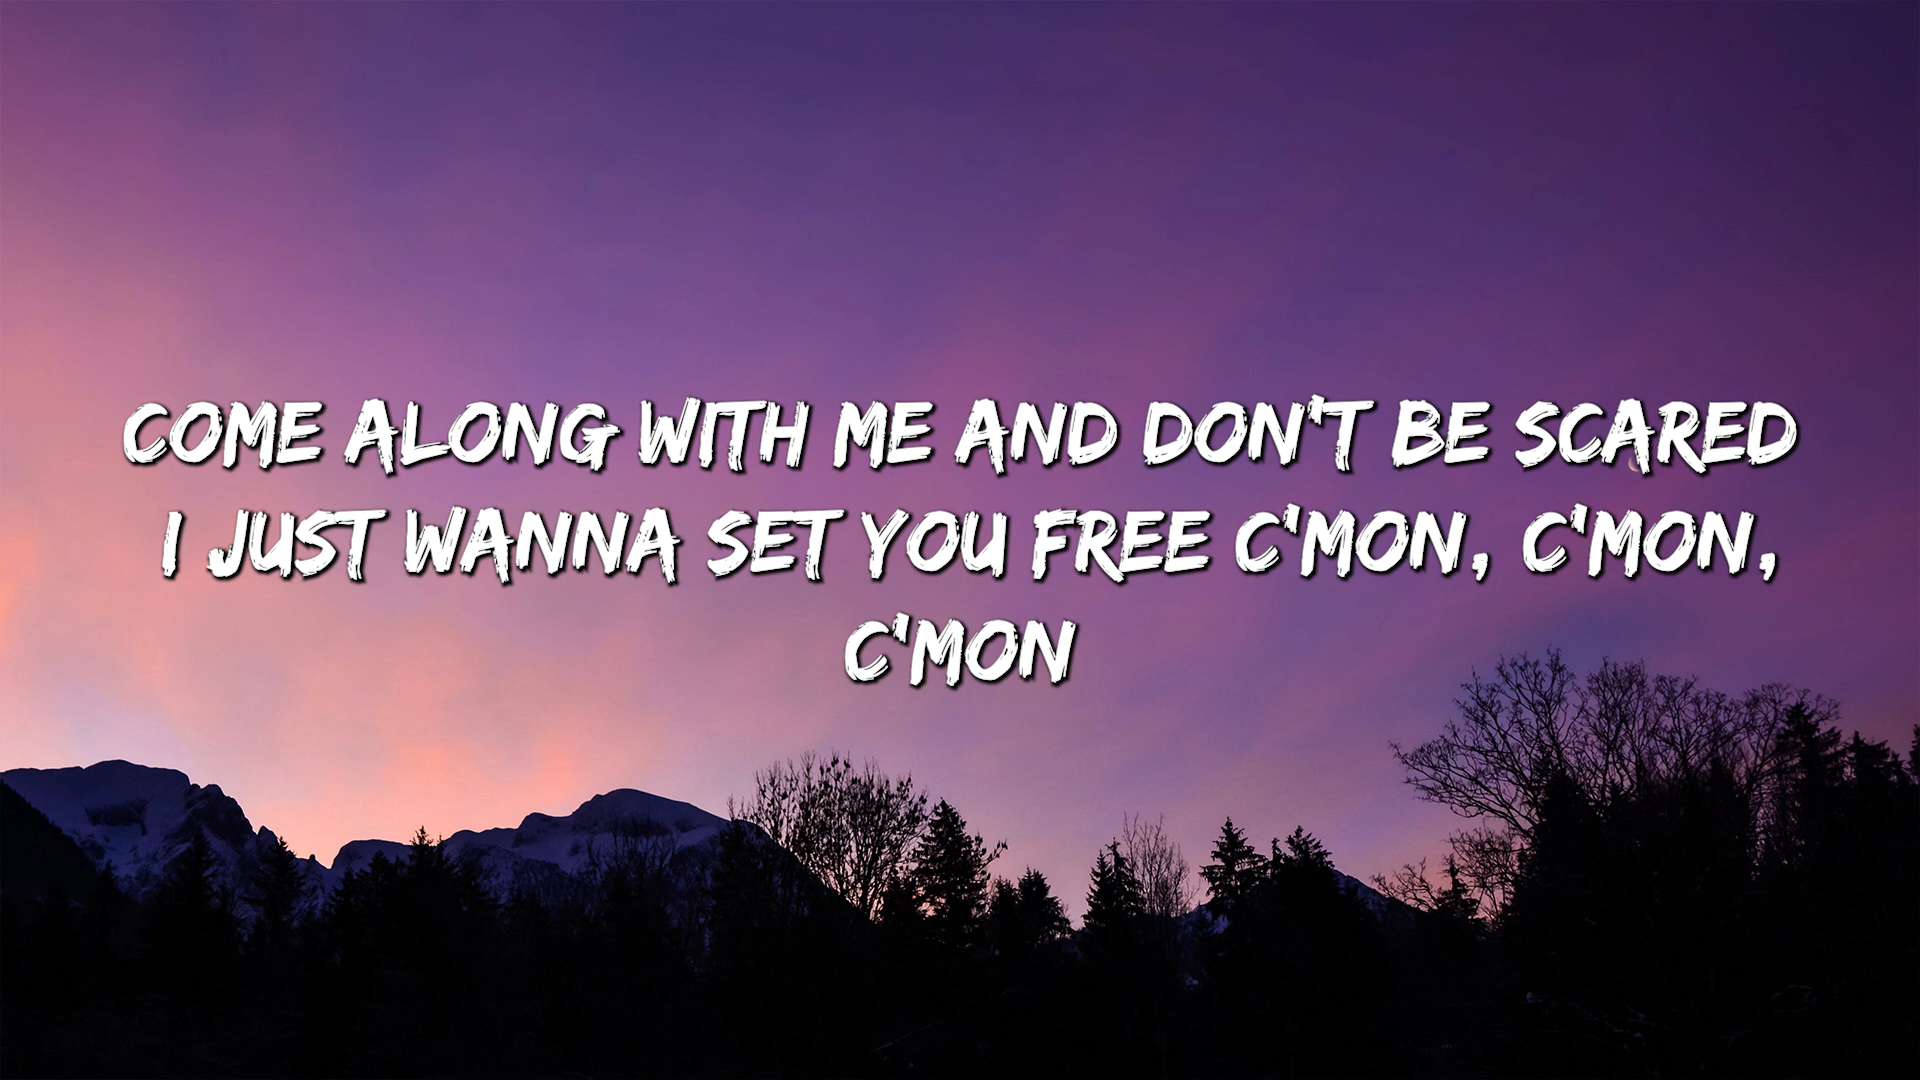 COME ALONG WITH ME AND DON'T BE SCARED
I JUST WANNA SET YOU FREE C'MON, C'MON,
C'MON